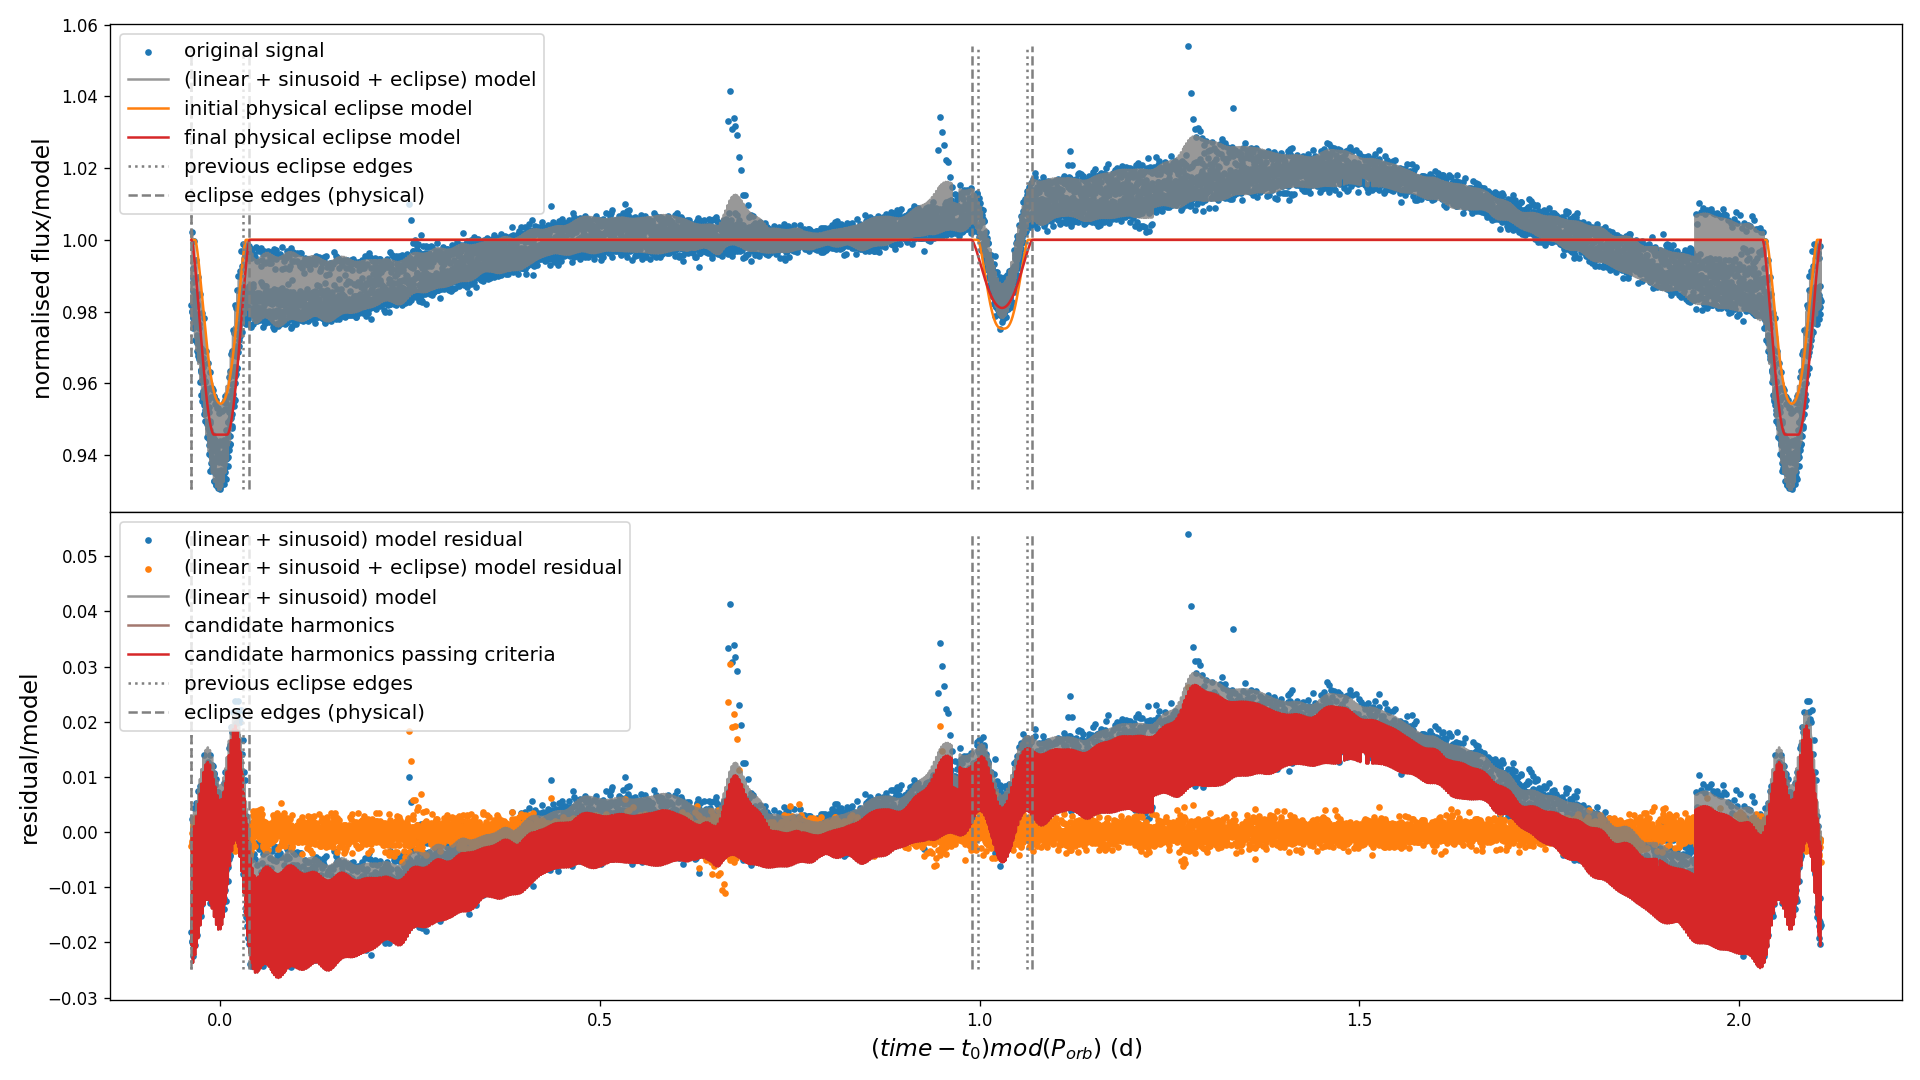 normalised flux/model
1.06
1.04
1.02
1.00
0.98
0.96
0.94
original signal
(linear + sinusoid + eclipse) model
initial physical eclipse model
final physical eclipse model
previous eclipse edges
eclipse edges (physical)
residual/model
0.05
0.04
0.03
0.02
0.01
0.00
−0.01
−0.02
−0.03
(linear + sinusoid) model residual
(linear + sinusoid + eclipse) model residual
(linear + sinusoid) model
candidate harmonics
candidate harmonics passing criteria
previous eclipse edges
eclipse edges (physical)
0.0 0.5 1.0 1.5 2.0
(time − t₀)mod(P_orb) (d)